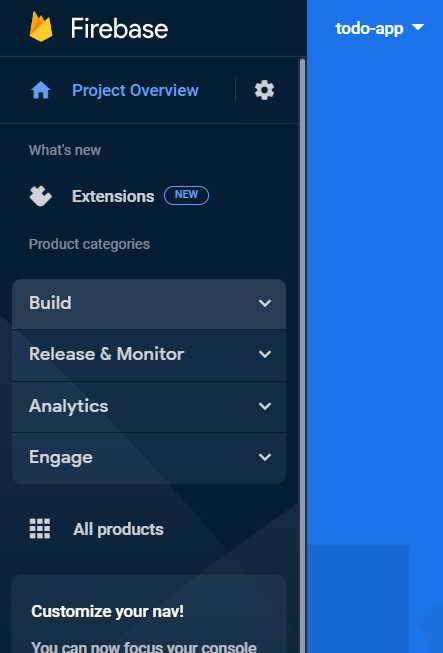 Firebase
todo-app
Project Overview
What's new
Extensions NEW
Product categories
Build
Release & Monitor
Analytics
Engage
All products
Customize your nav!
You can now focus your console